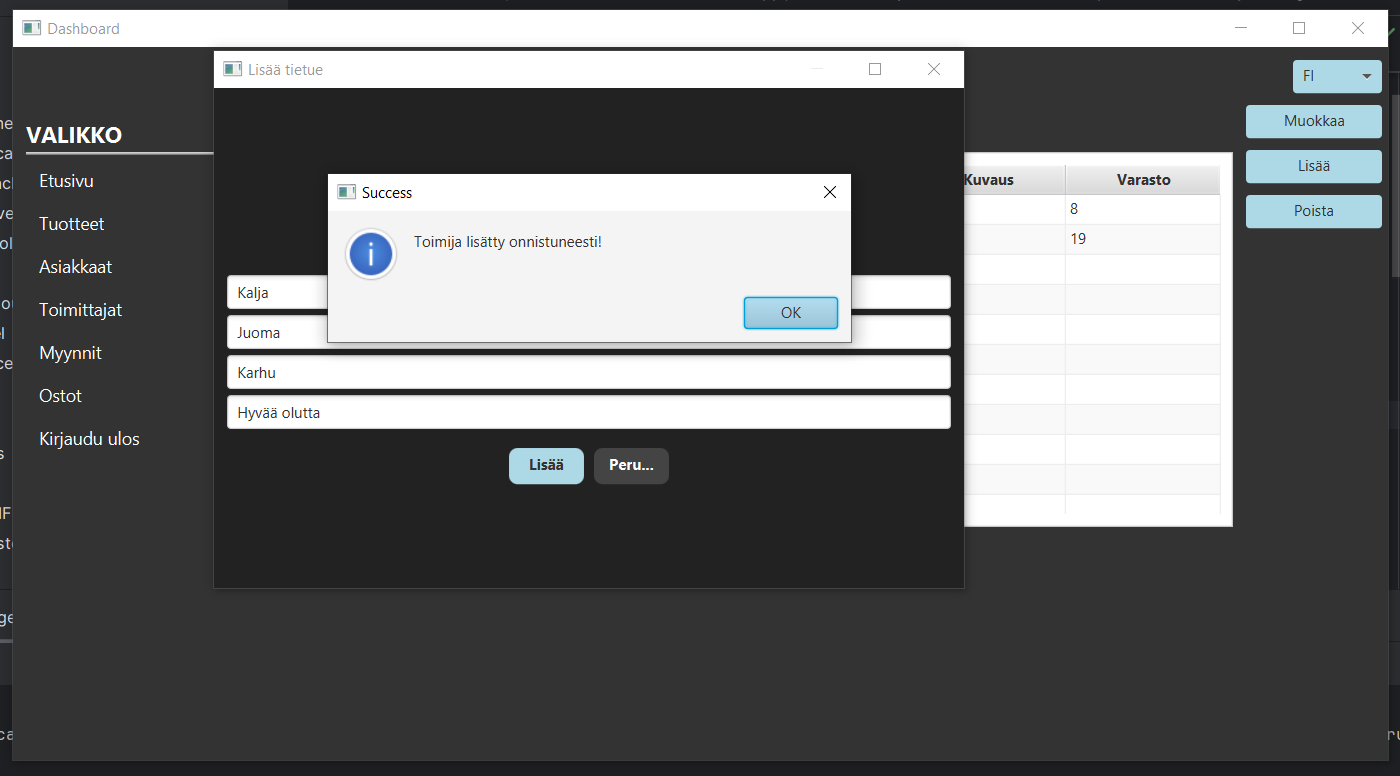 Dashboard
Lisää tietue
FI
Muokkaa
VALIKKO
Lisää
Etusivu
Kuvaus
Varasto
Success
8
Poista
Tuotteet
Toimija lisätty onnistuneesti!
19
Asiakkaat
Kalja
Toimittajat
OK
Juoma
Myynnit
Karhu
Ostot
Hyvää olutta
Kirjaudu ulos
Lisää
Peru...